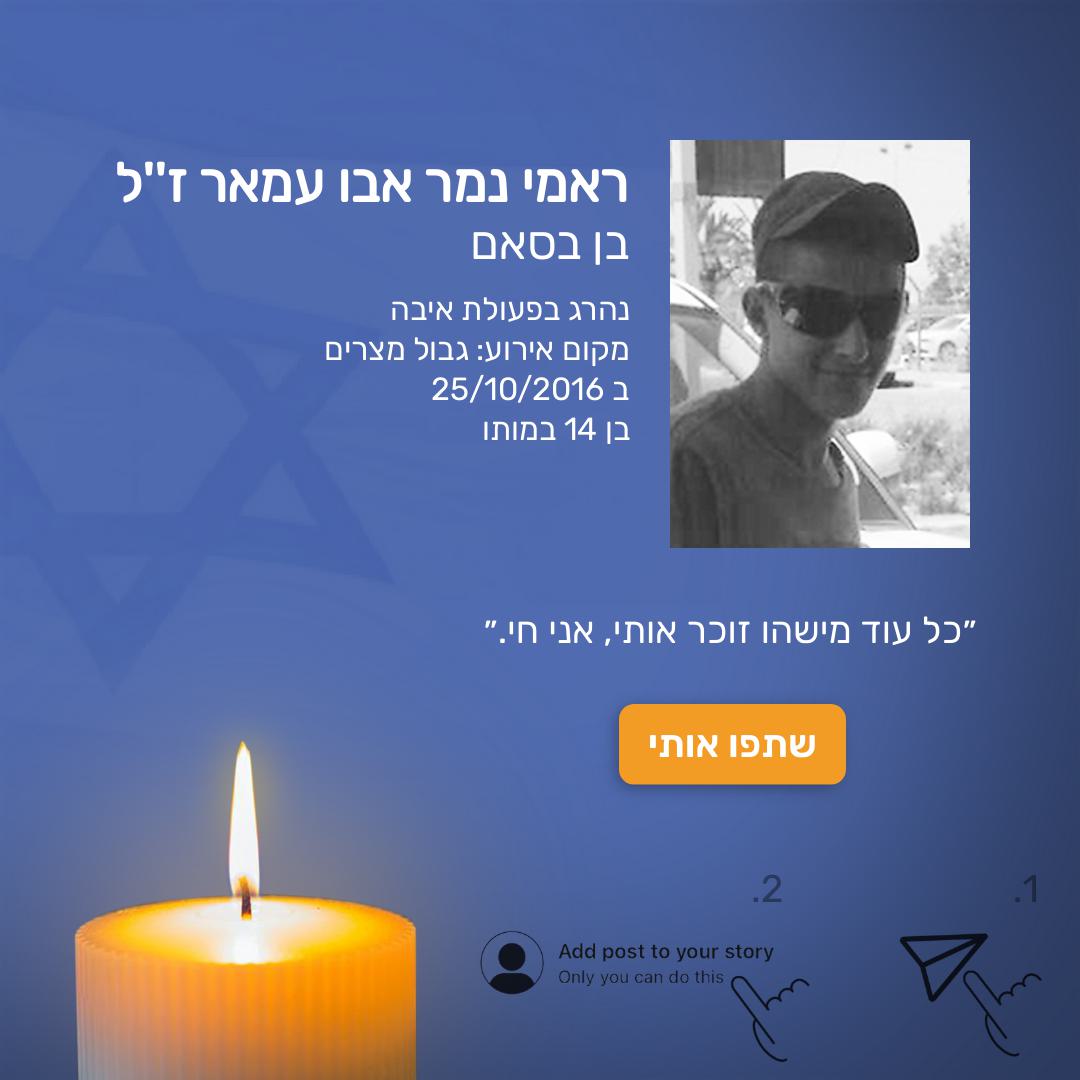 ראמי נמר אבו עמאר ז"ל
בן בסאם
נהרג בפעולת איבה
מקום אירוע: גבול מצרים
ב 25/10/2016
בן 14 במותו
״כל עוד מישהו זוכר אותי, אני חי.״
שתפו אותי
1.
2.
Add post to your story
Only you can do this